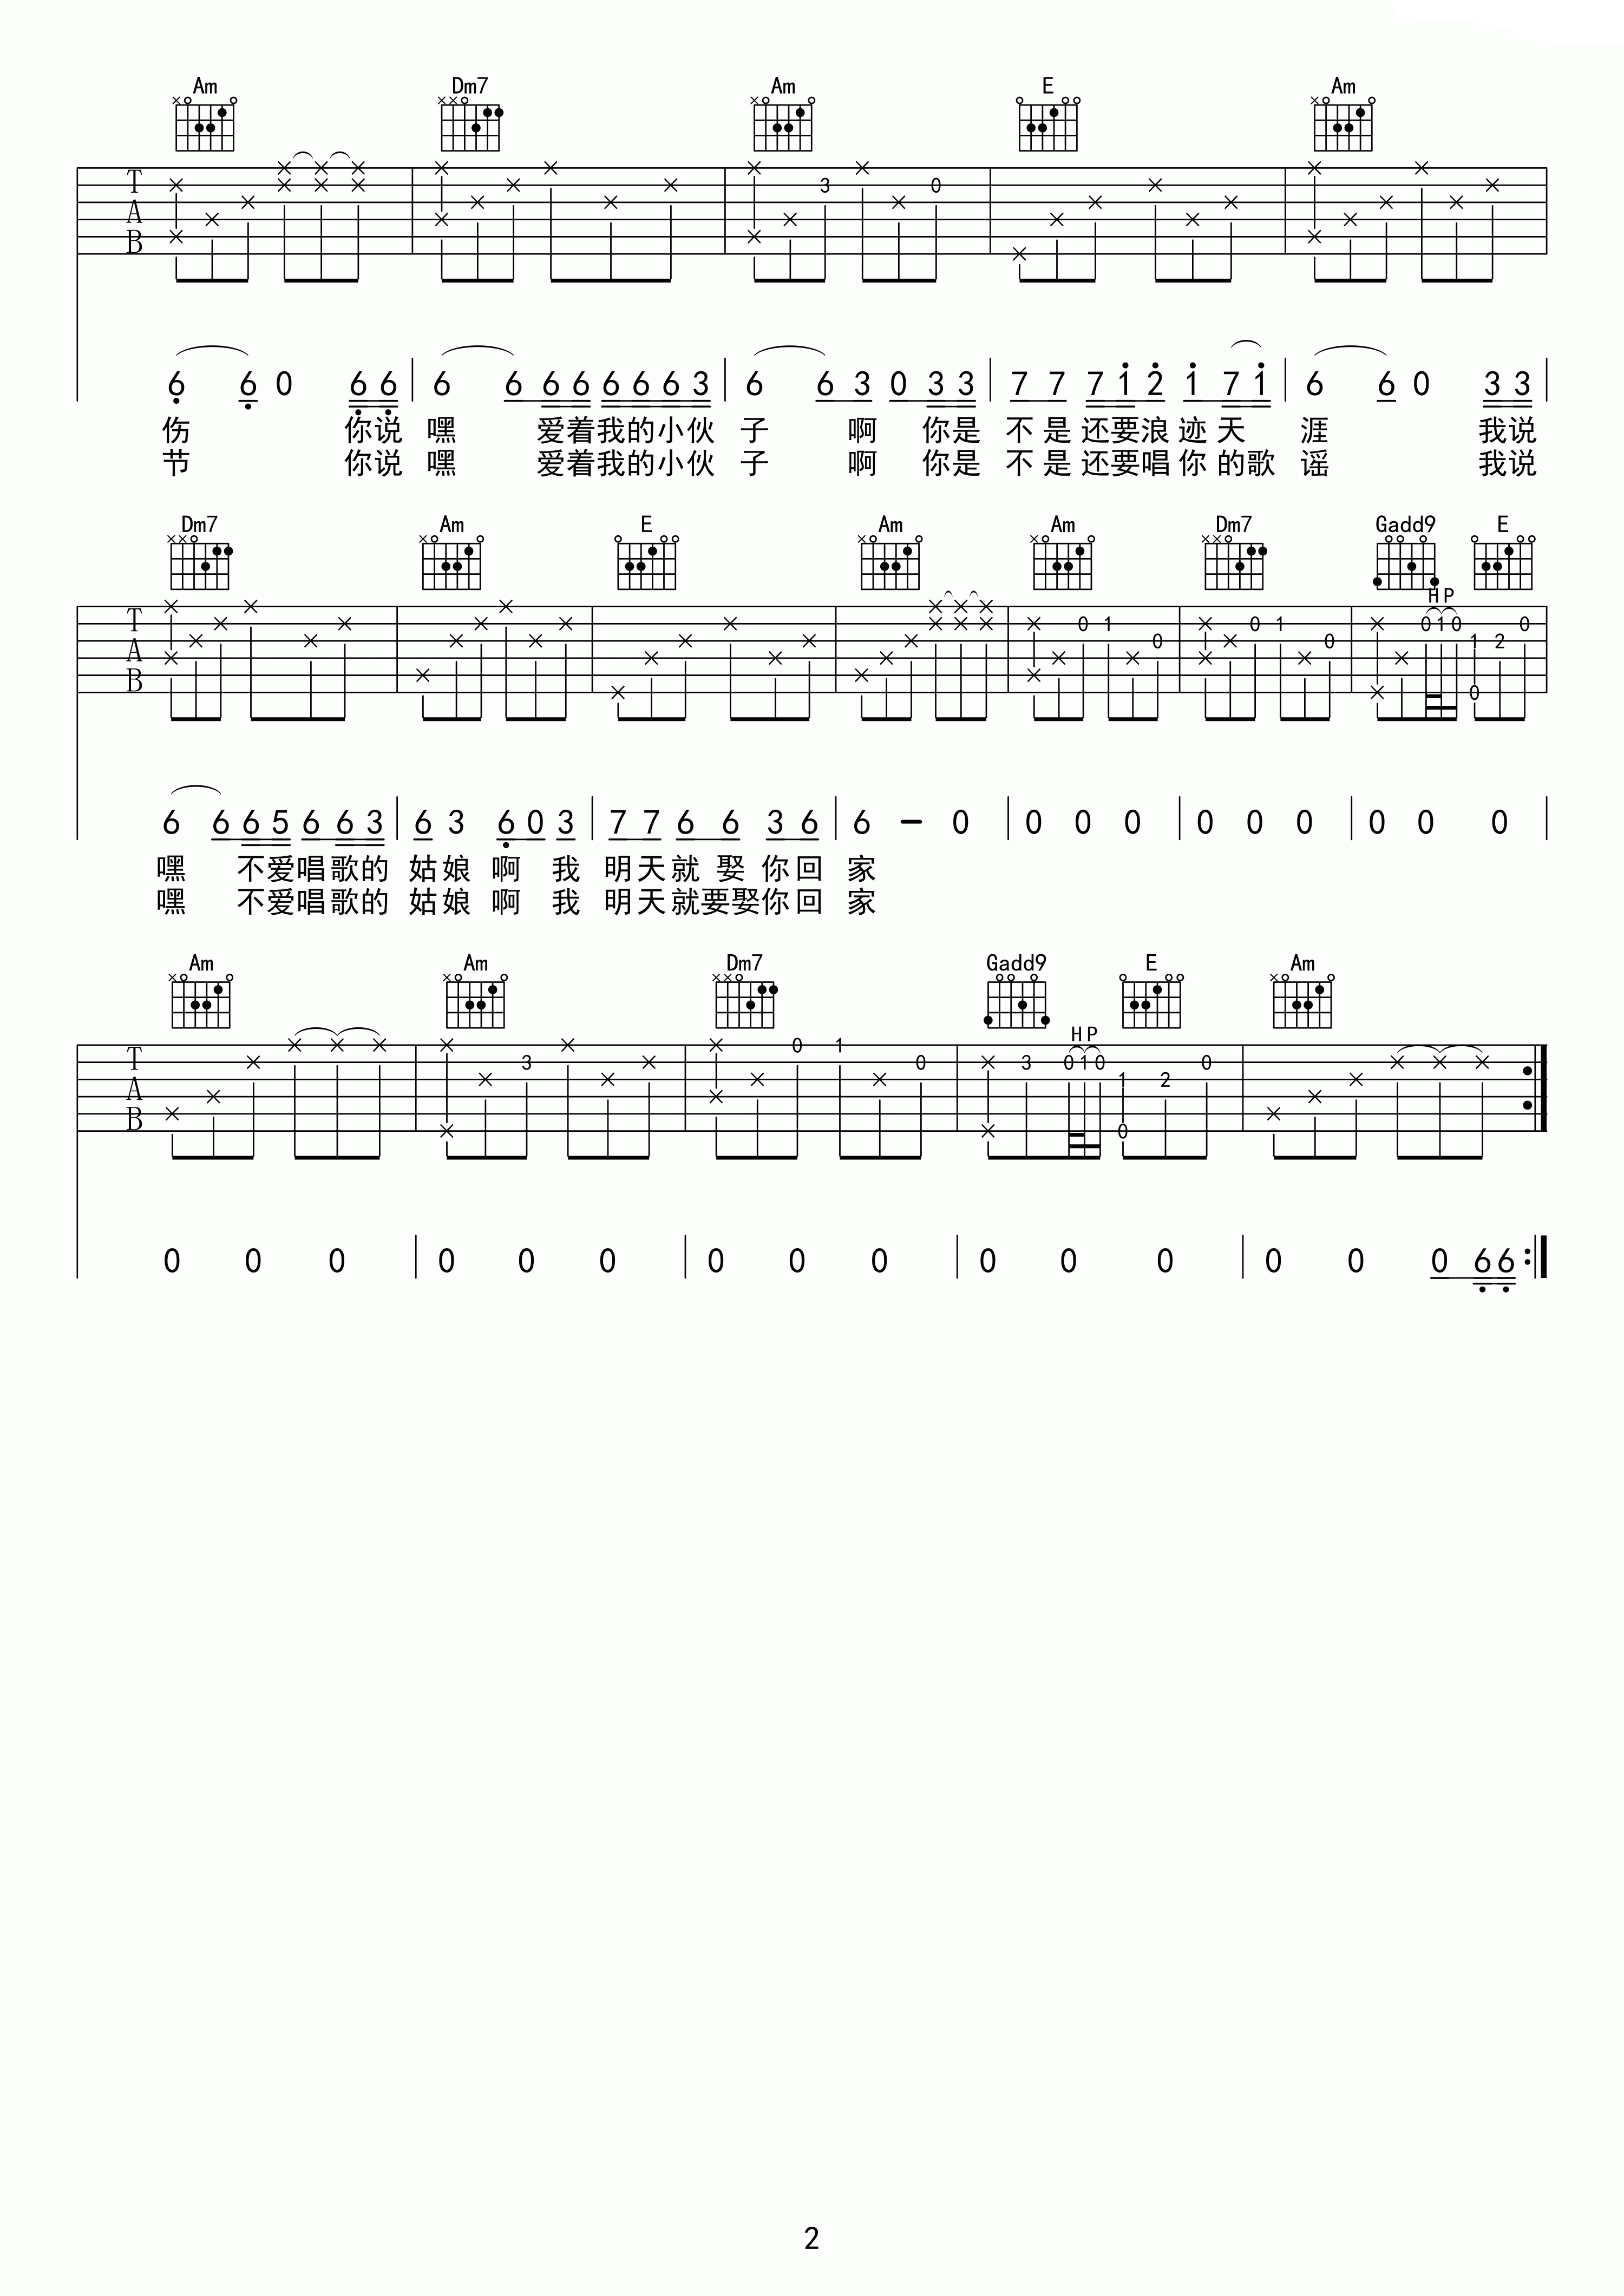 Am Dm7 Am E Am
T A B 3 0
6 6 0 6 6 6 6 6 6 6 6 6 3 6 6 3 0 3 3 7 7 7 1 2 1 7 1 6 6 0 3 3
伤 你说 嘿 爱着我的小伙 子 啊 你是 不 是 还要浪 迹 天 涯 我说
节 你说 嘿 爱着我的小伙 子 啊 你是 不 是 还要唱 你 的歌 谣 我说
Dm7 Am E Am Am Dm7 Gadd9 E
H P
T A B 0 1 0 0 1 0 0 1 0 1 0 2 0
6 6 6 5 6 6 3 6 3 6 0 3 7 7 6 6 3 6 6 – 0 0 0 0 0 0 0 0 0 0
嘿 不爱唱歌的 姑娘 啊 我 明天就 娶 你回 家
嘿 不爱唱歌的 姑娘 啊 我 明天就要娶你回 家
Am Am Dm7 Gadd9 E Am
H P
T A B 3 0 1 0 3 0 1 0 1 0 2 0
0 0 0 0 0 0 0 0 0 0 0 0 0 0 0 6 6
2